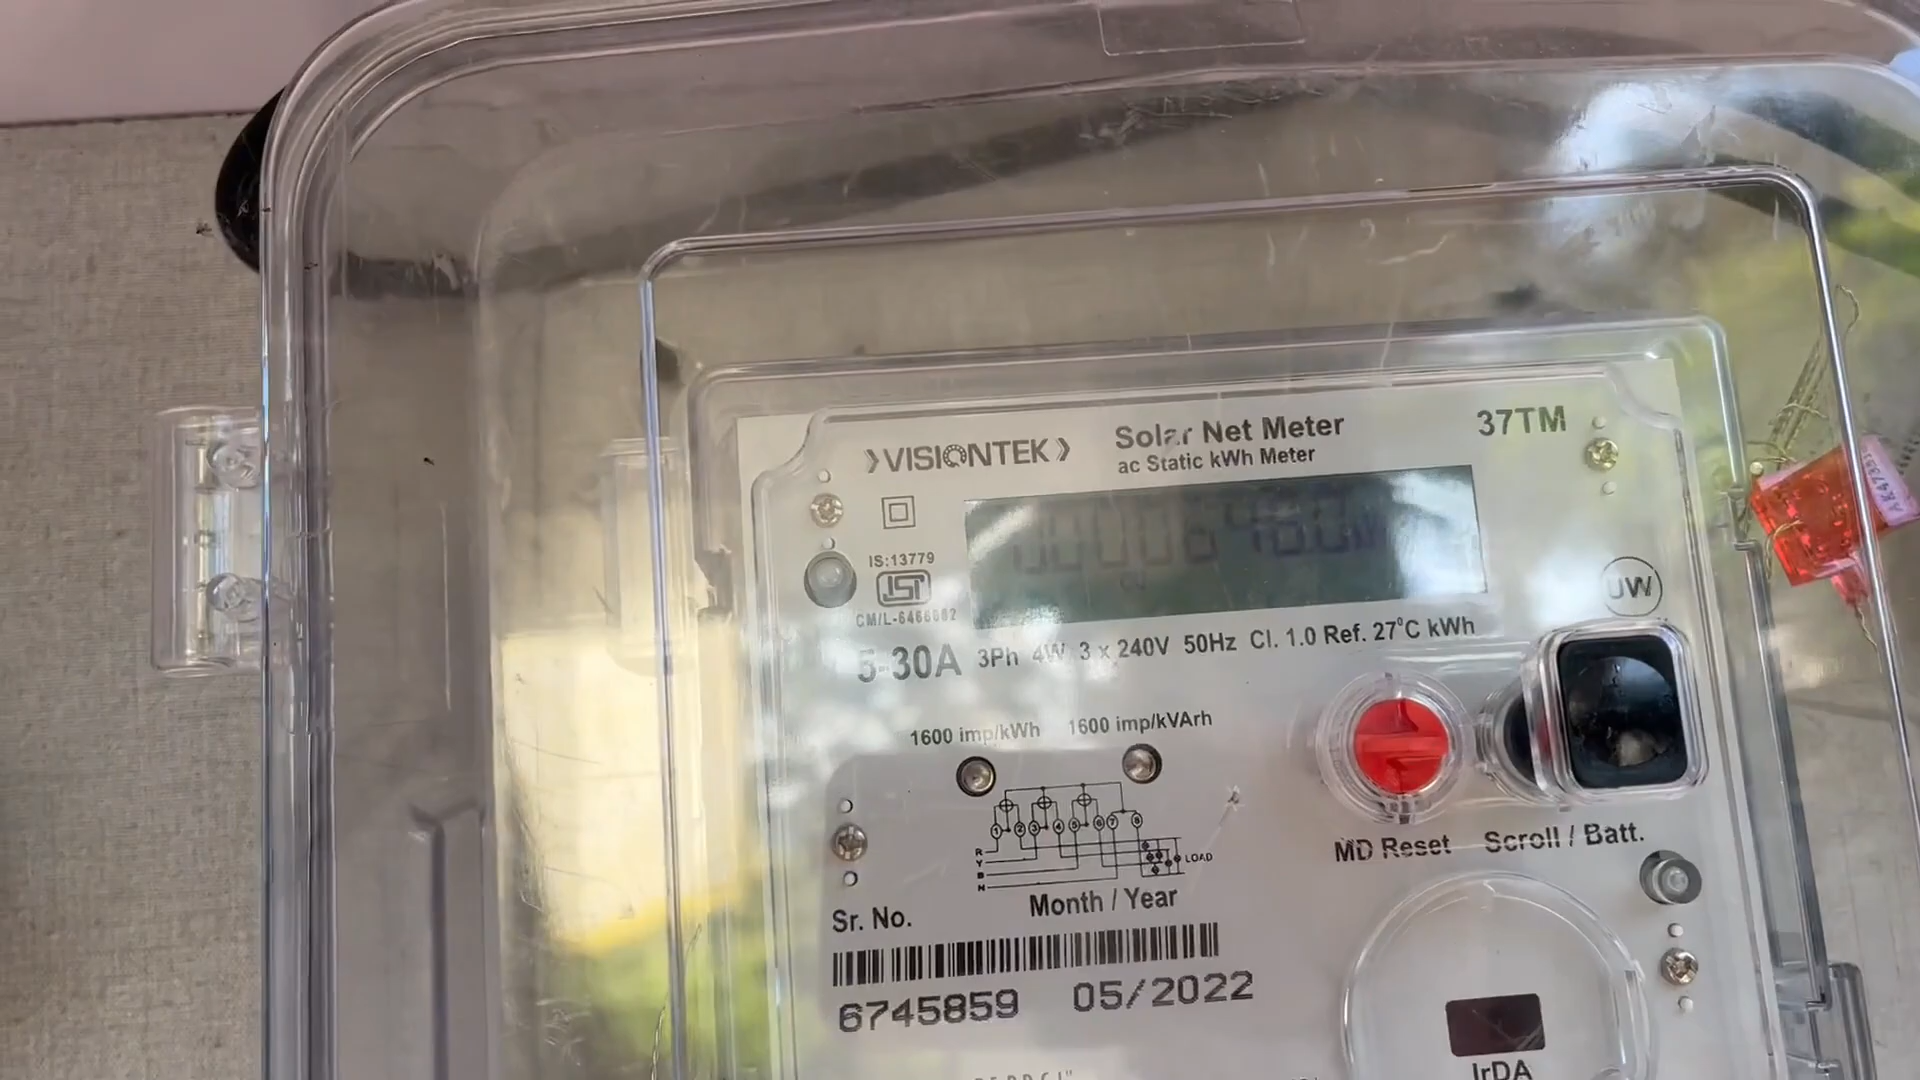 VISIONTEK
Solar Net Meter
37TM
ac Static kWh Meter
IS:13779
5-30A 3Ph 4W 3 x 240V 50Hz Cl. 1.0 Ref. 27°C kWh
UW
1600 imp/kWh 1600 imp/kVArh
R
Y
B
N
LOAD
MD Reset
Scroll / Batt.
Sr. No.
Month / Year
6745859 05/2022
IrDA